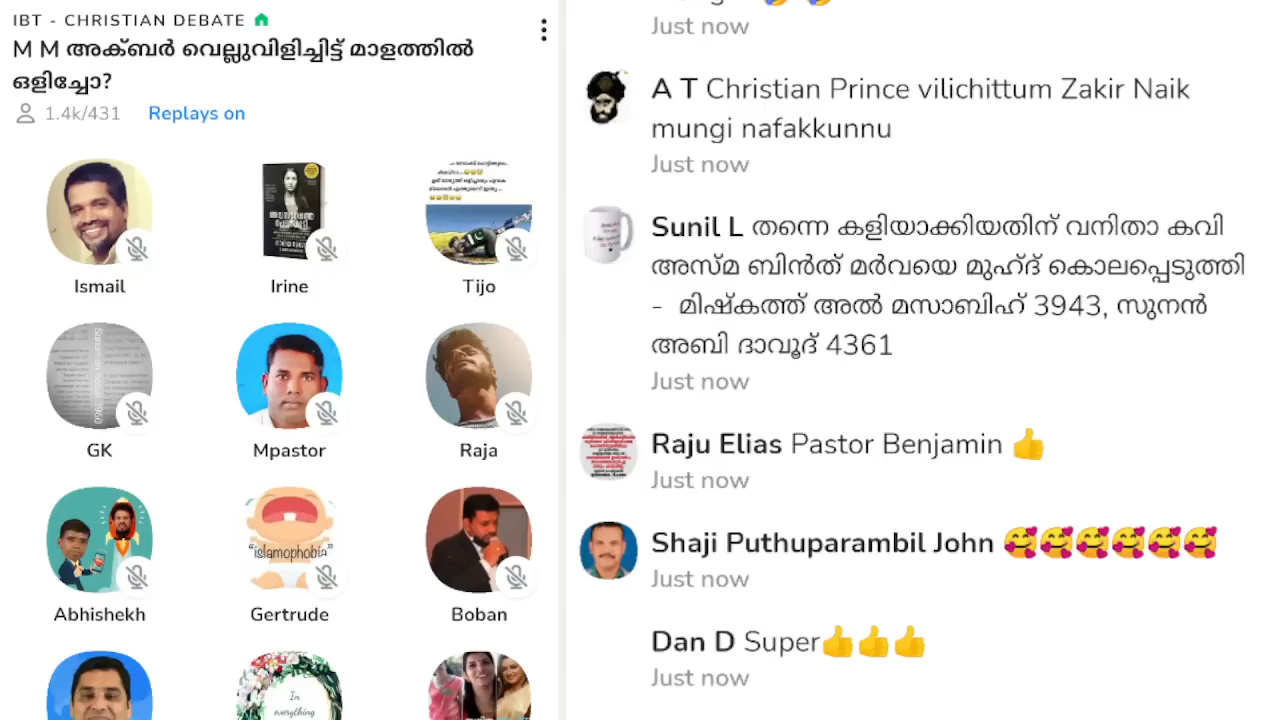 IBT - CHRISTIAN DEBATE
M M അക്ബർ വെല്ലുവിളിച്ചിട്ട് മാളത്തിൽ
ഒളിച്ചോ?
1.4k/431 Replays on
Ismail
Irine
Tijo
GK
Mpastor
Raja
"islamophobia"
Abhishekh
Gertrude
Boban
In
everything
Just now
A T Christian Prince vilichittum Zakir Naik
mungi nafakkunnu
Just now
Sunil L തന്നെ കളിയാക്കിയതിന് വനിതാ കവി
അസ്മ ബിൻത് മർവയെ മുഹ്ദ് കൊലപ്പെടുത്തി
- മിഷ്കത്ത് അൽ മസാബിഹ് 3943, സുനൻ
അബി ദാവൂദ് 4361
Just now
Raju Elias Pastor Benjamin 👍
Just now
Shaji Puthuparambil John 🥰🥰🥰🥰🥰🥰
Just now
Dan D Super👍👍👍
Just now